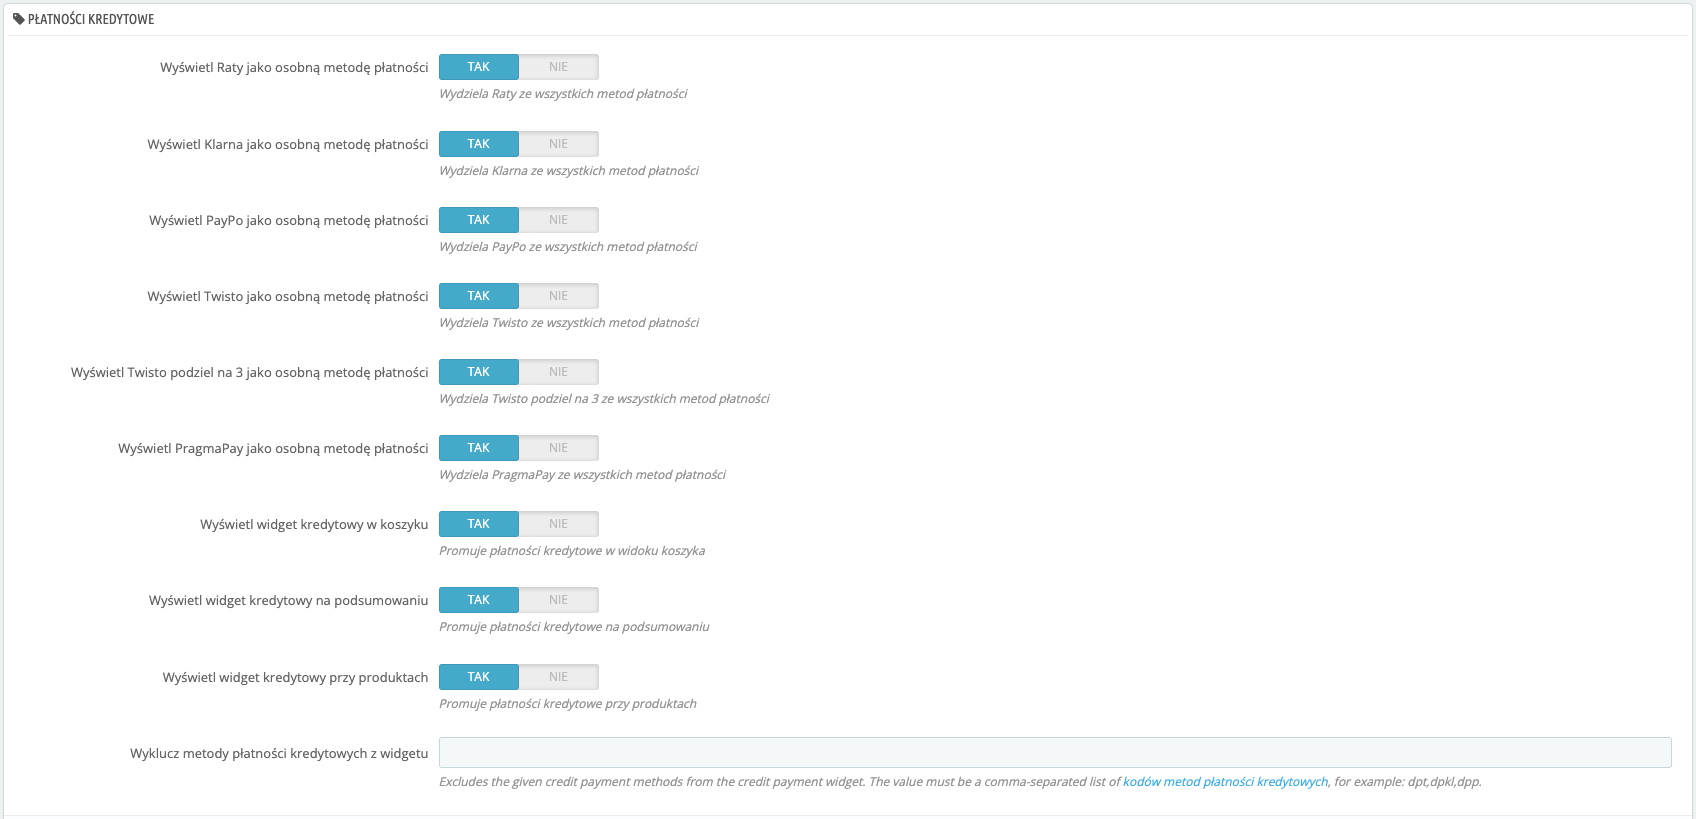 PŁATNOŚCI KREDYTOWE
Wyświetl Raty jako osobną metodę płatności TAK NIE
Wydziela Raty ze wszystkich metod płatności
Wyświetl Klarna jako osobną metodę płatności TAK NIE
Wydziela Klarna ze wszystkich metod płatności
Wyświetl PayPo jako osobną metodę płatności TAK NIE
Wydziela PayPo ze wszystkich metod płatności
Wyświetl Twisto jako osobną metodę płatności TAK NIE
Wydziela Twisto ze wszystkich metod płatności
Wyświetl Twisto podziel na 3 jako osobną metodę płatności TAK NIE
Wydziela Twisto podziel na 3 ze wszystkich metod płatności
Wyświetl PragmaPay jako osobną metodę płatności TAK NIE
Wydziela PragmaPay ze wszystkich metod płatności
Wyświetl widget kredytowy w koszyku TAK NIE
Promuje płatności kredytowe w widoku koszyka
Wyświetl widget kredytowy na podsumowaniu TAK NIE
Promuje płatności kredytowe na podsumowaniu
Wyświetl widget kredytowy przy produktach TAK NIE
Promuje płatności kredytowe przy produktach
Wyklucz metody płatności kredytowych z widgetu
Excludes the given credit payment methods from the credit payment widget. The value must be a comma-separated list of kodów metod płatności kredytowych, for example: dpt,dpkl,dpp.